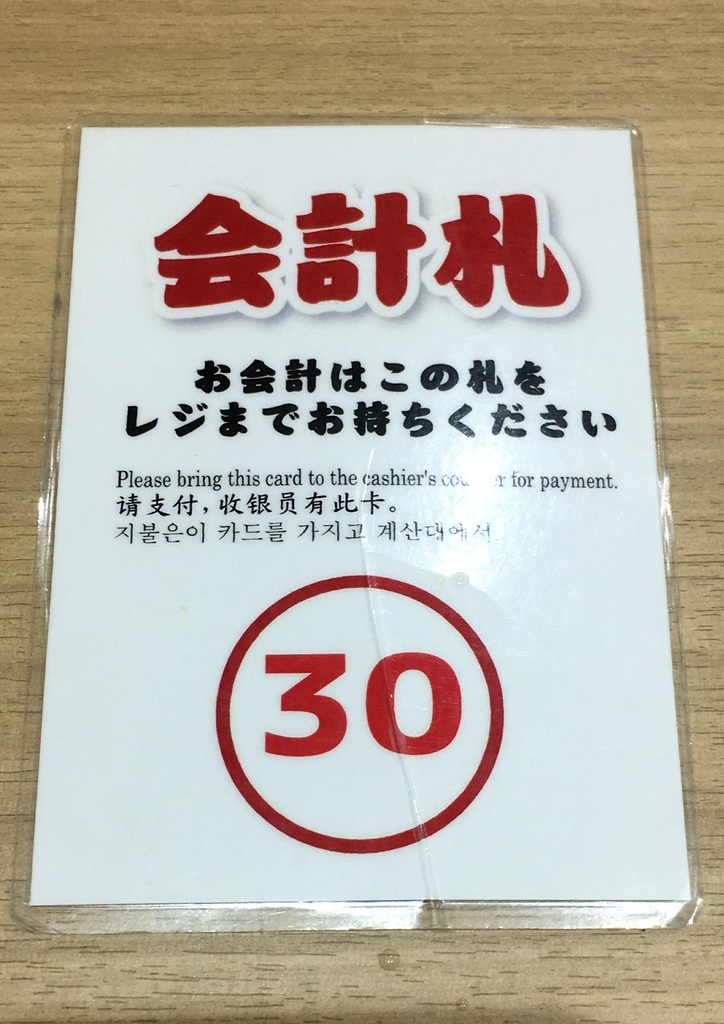 会計札
お会計はこの札を
レジまでお持ちください
Please bring this card to the cashier's for payment.
请支付，收银员有此卡。
지불은이 카드를 가지고 계산대에서
30